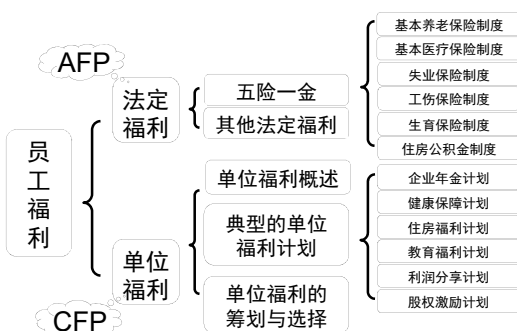 AFP
员
工
福
利
法定
福利
五险一金
其他法定福利
基本养老保险制度
基本医疗保险制度
失业保险制度
工伤保险制度
生育保险制度
住房公积金制度
单位
福利
单位福利概述
典型的单位
福利计划
单位福利的
筹划与选择
企业年金计划
健康保障计划
住房福利计划
教育福利计划
利润分享计划
股权激励计划
CFP